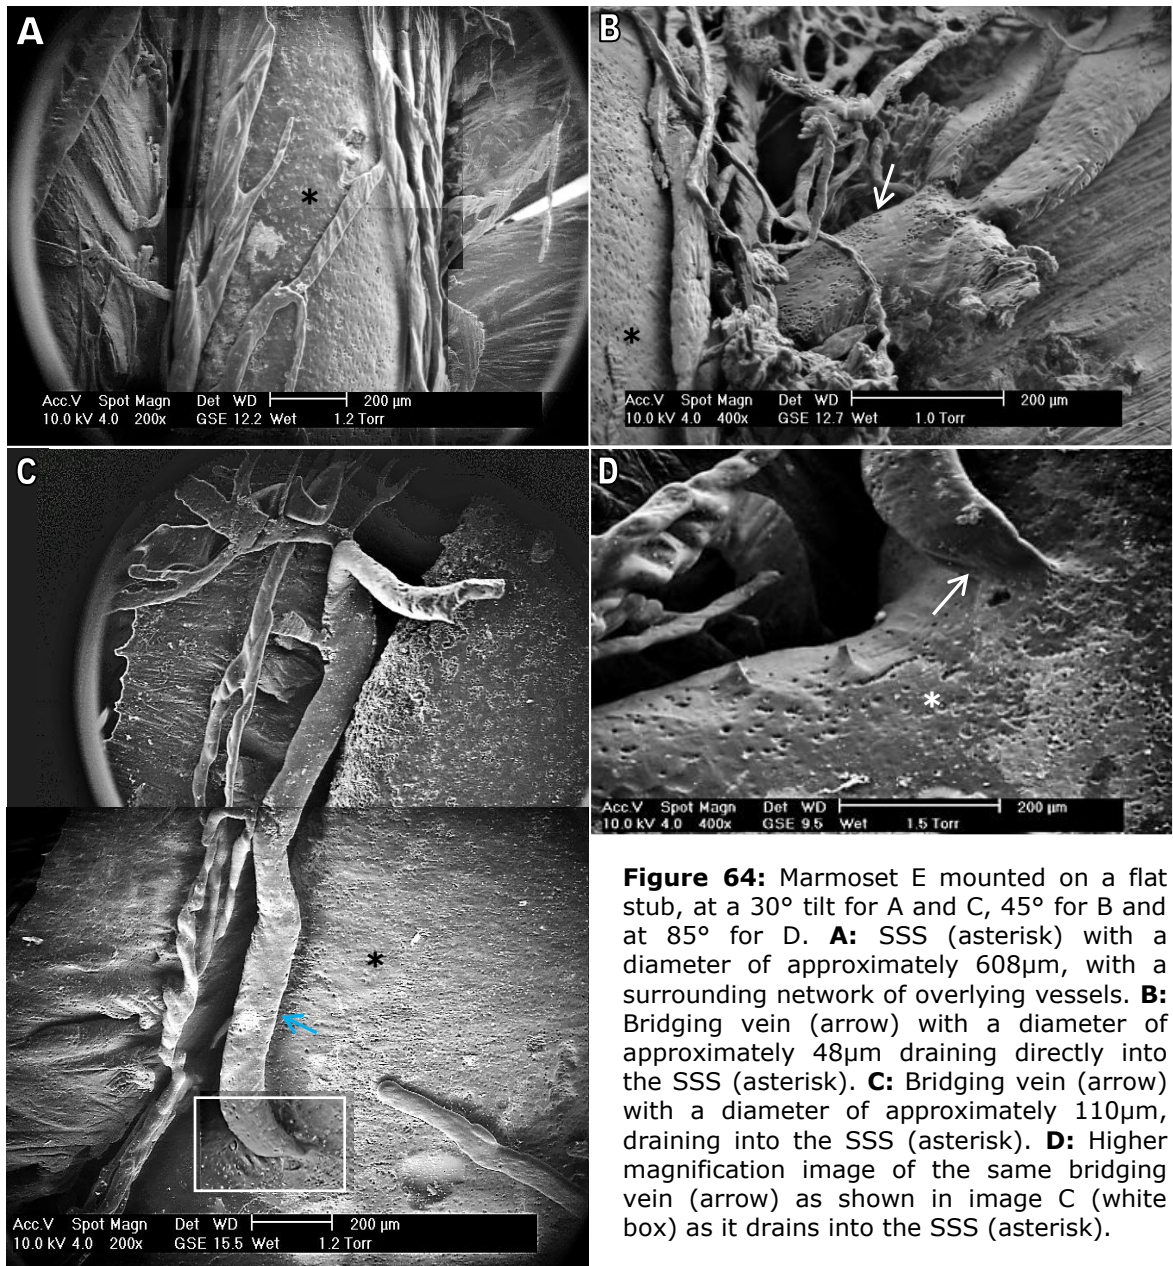 A
*
Acc.V Spot Magn Det WD 200 µm
10.0 kV 4.0 200x GSE 12.2 Wet 1.2 Torr
B
*
Acc.V Spot Magn Det WD 200 µm
10.0 kV 4.0 400x GSE 12.7 Wet 1.0 Torr
C
*
Acc.V Spot Magn Det WD 200 µm
10.0 kV 4.0 200x GSE 15.5 Wet 1.2 Torr
D
*
Acc.V Spot Magn Det WD 200 µm
10.0 kV 4.0 400x GSE 9.5 Wet 1.5 Torr
Figure 64: Marmoset E mounted on a flat
stub, at a 30° tilt for A and C, 45° for B and
at 85° for D. A: SSS (asterisk) with a
diameter of approximately 608µm, with a
surrounding network of overlying vessels. B:
Bridging vein (arrow) with a diameter of
approximately 48µm draining directly into
the SSS (asterisk). C: Bridging vein (arrow)
with a diameter of approximately 110µm,
draining into the SSS (asterisk). D: Higher
magnification image of the same bridging
vein (arrow) as shown in image C (white
box) as it drains into the SSS (asterisk).